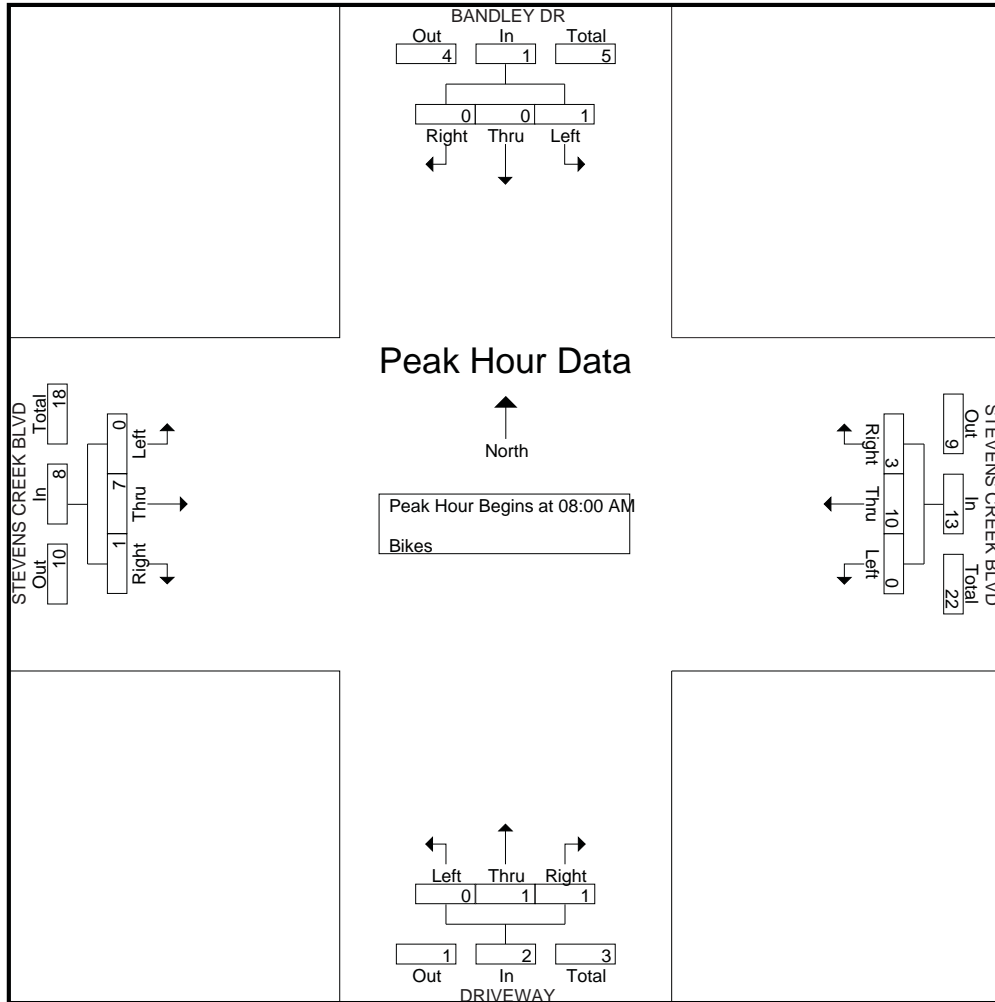 BANDLEY DR
Out In Total
4 1 5
0 0 1
Right Thru Left
Peak Hour Data
North
Peak Hour Begins at 08:00 AM
Bikes
STEVENS CREEK BLVD
Out In Total
10 8 18
1 7 0
Right Thru Left
STEVENS CREEK BLVD
Out In Total
9 13 22
3 10 0
Right Thru Left
Left Thru Right
0 1 1
1 2 3
Out In Total
DRIVEWAY